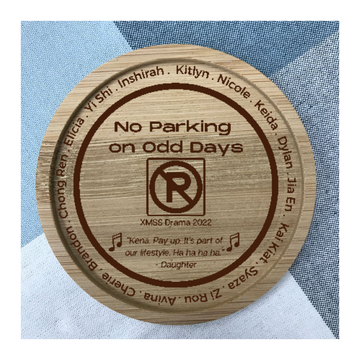 Brandon . Chong Ren . Elicia . Yi Shi . Inshirah . Kitlyn . Nicole . Keida . Dylan . Jia En . Kai Kiat . Syaza . Zi Rou . Avina . Cherie .
No Parking
on Odd Days
R
XMSS Drama 2022
"Kena. Pay up. It's part of
our lifestyle. Ha ha ha ha."
- Daughter